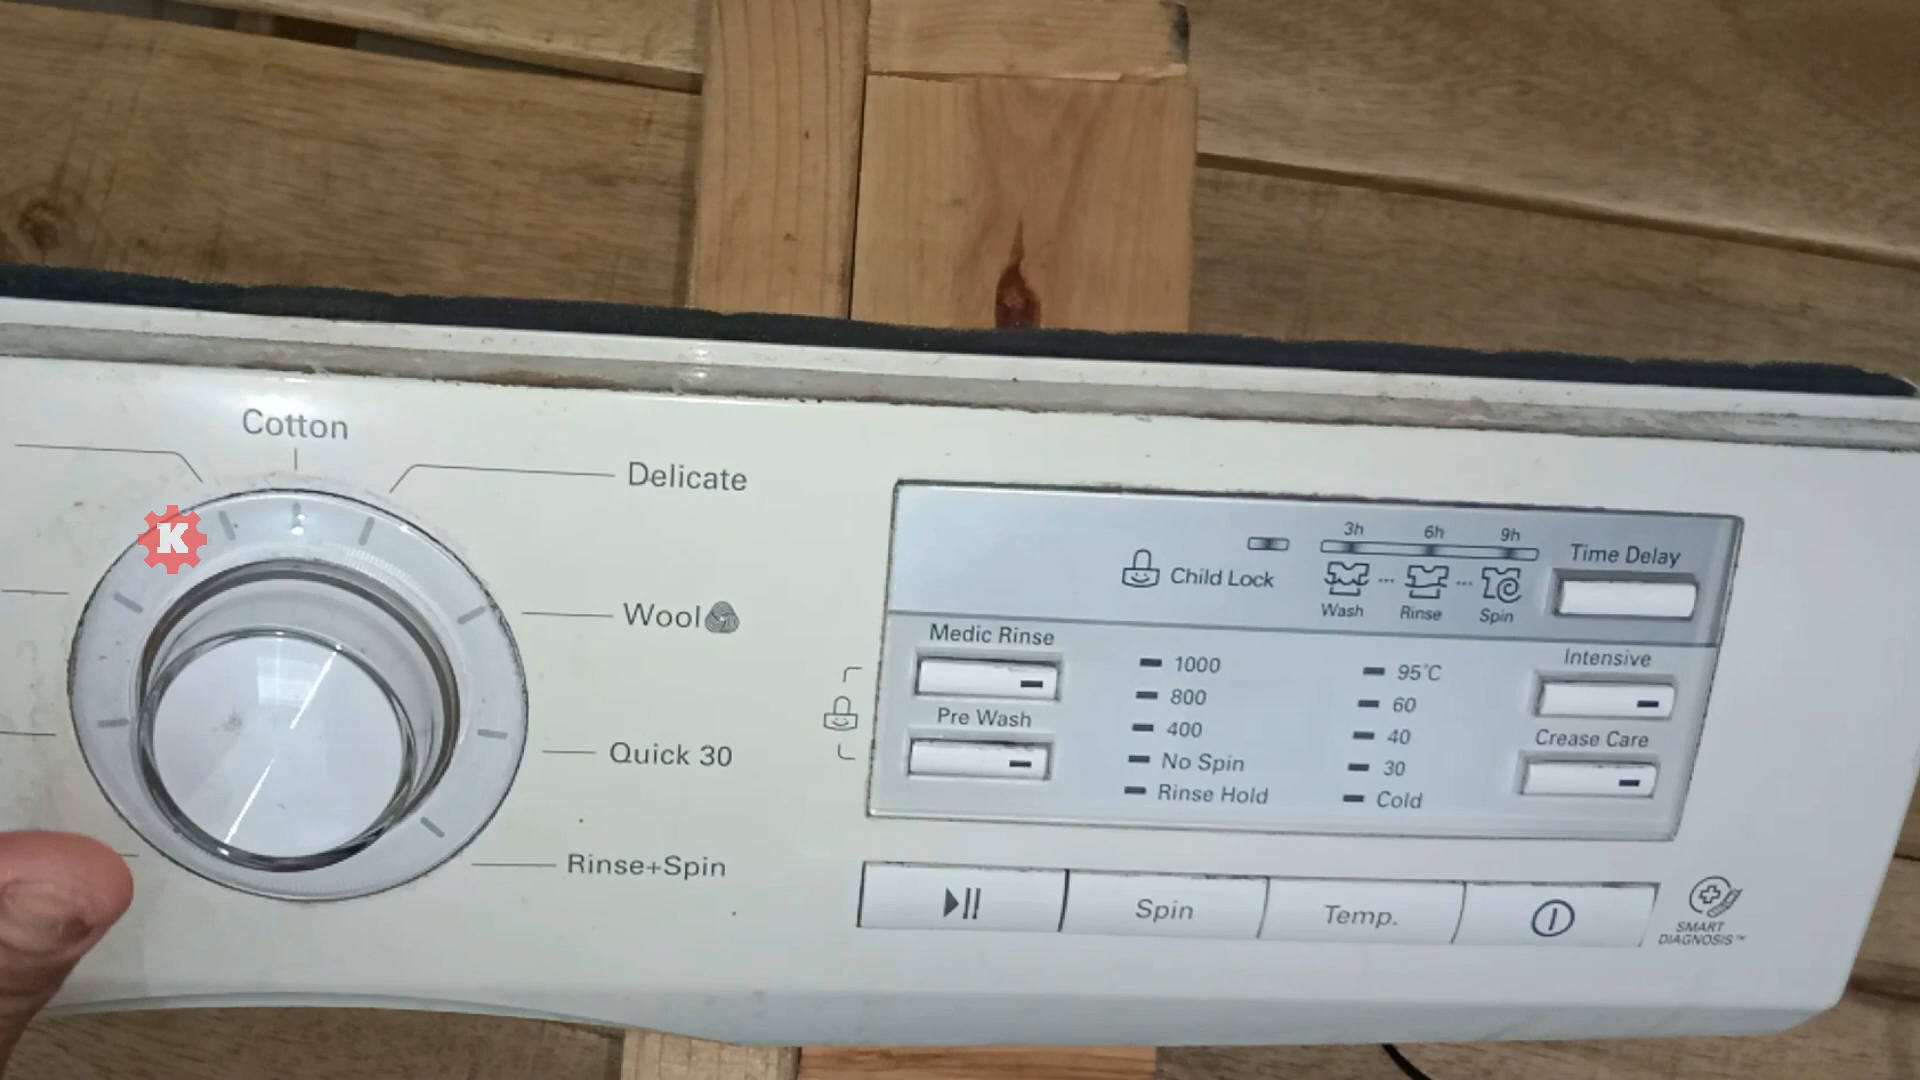 Cotton
Delicate
Wool
Quick 30
Rinse+Spin
K
3h 6h 9h
Time Delay
Child Lock
Wash Rinse Spin
Medic Rinse
Intensive
1000
800
400
No Spin
Rinse Hold
95°C
60
40
30
Cold
Pre Wash
Crease Care
Spin
Temp.
SMART
DIAGNOSIS™